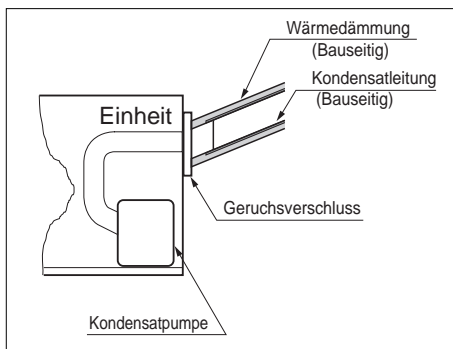 Wärmedämmung
(Bauseitig)
Kondensatleitung
(Bauseitig)
Einheit
Geruchsverschluss
Kondensatpumpe